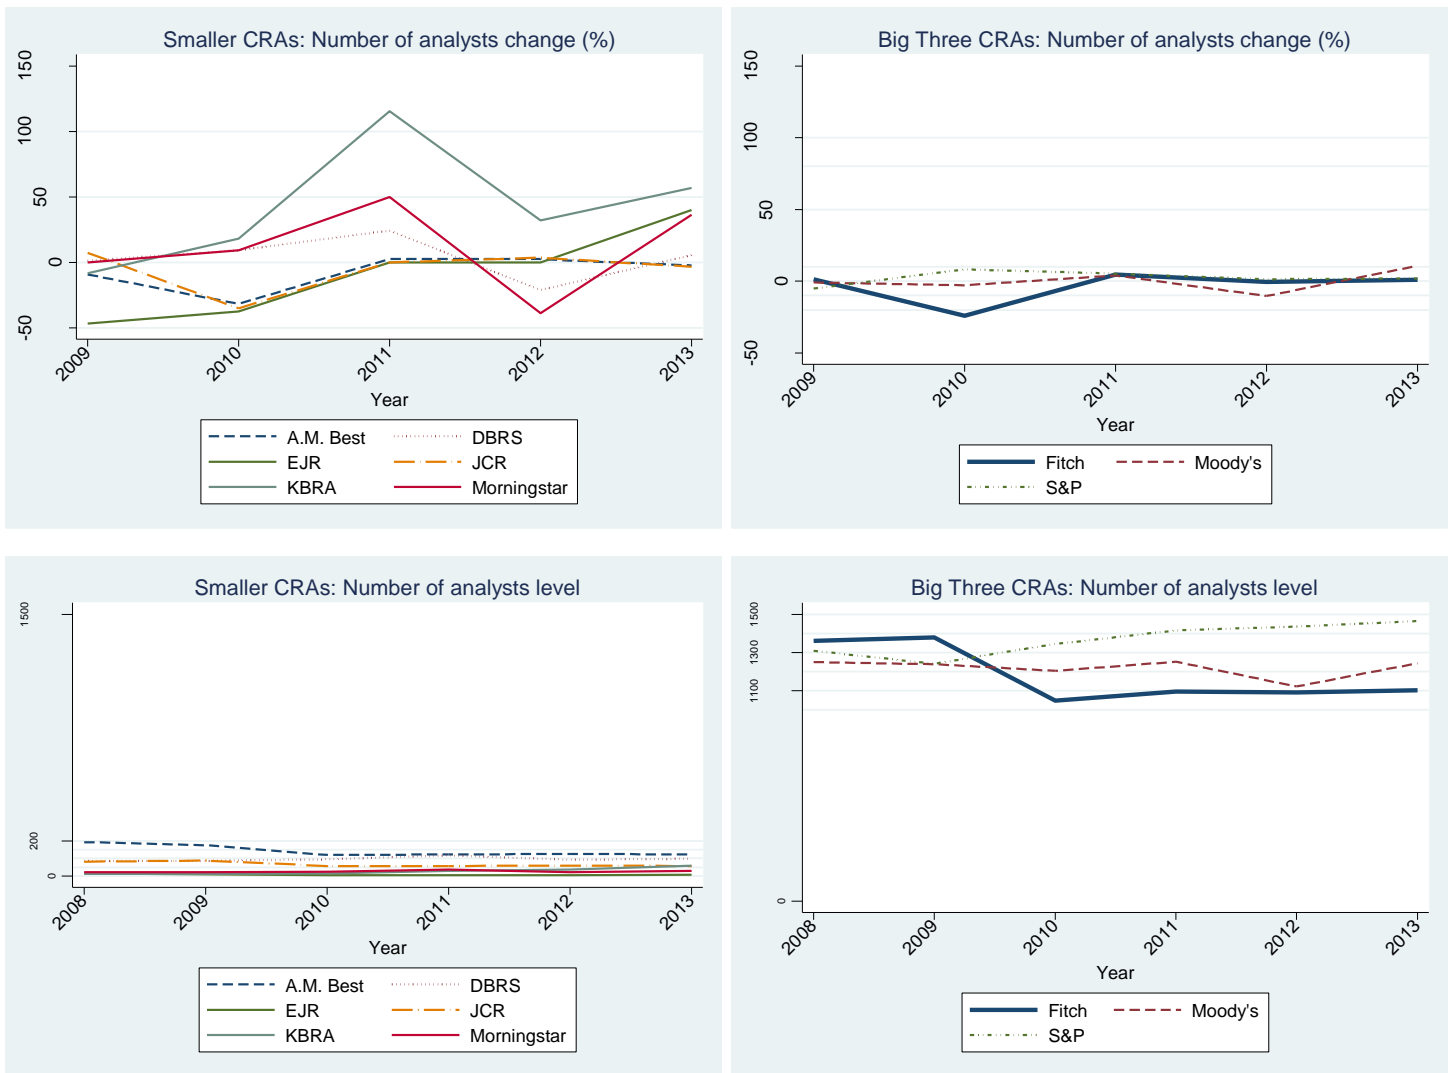 Smaller CRAs: Number of analysts change (%)
150
100
50
0
-50
2009 2010 2011 2012 2013
Year
A.M. Best DBRS
EJR JCR
KBRA Morningstar
Big Three CRAs: Number of analysts change (%)
150
100
50
0
-50
2009 2010 2011 2012 2013
Year
Fitch Moody's
S&P
Smaller CRAs: Number of analysts level
1500
200
0
2008 2009 2010 2011 2012 2013
Year
A.M. Best DBRS
EJR JCR
KBRA Morningstar
Big Three CRAs: Number of analysts level
1500
1300
1100
0
2008 2009 2010 2011 2012 2013
Year
Fitch Moody's
S&P